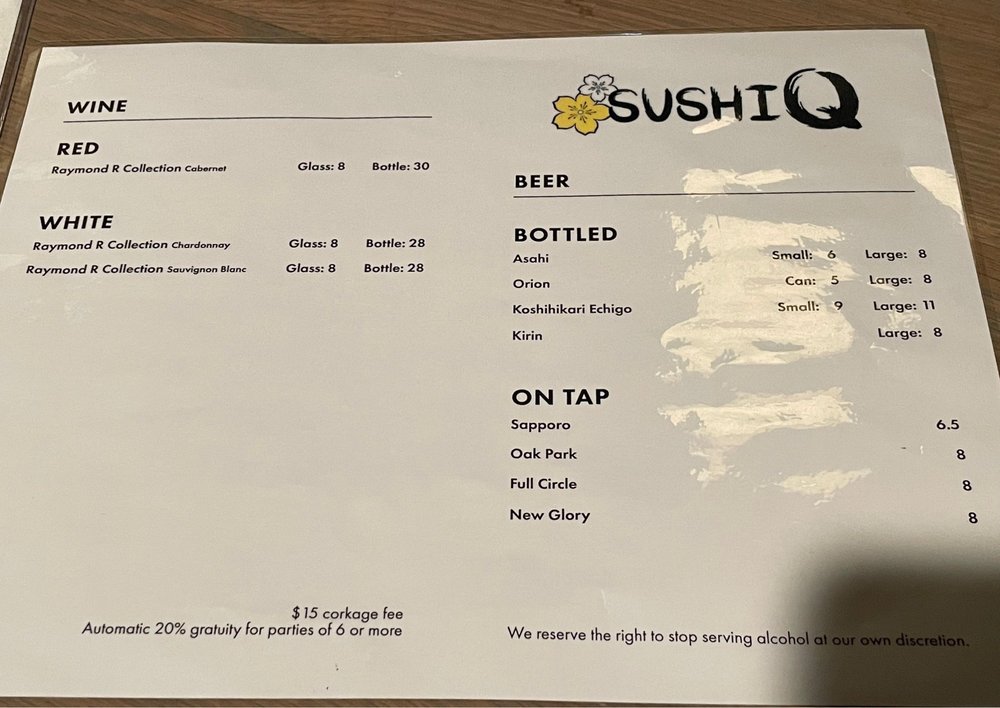 WINE
RED
Raymond R Collection Cabernet Glass: 8 Bottle: 30
WHITE
Raymond R Collection Chardonnay Glass: 8 Bottle: 28
Raymond R Collection Sauvignon Blanc Glass: 8 Bottle: 28
$15 corkage fee
Automatic 20% gratuity for parties of 6 or more
SUSHI Q
BEER
BOTTLED
Asahi Small: 6 Large: 8
Orion Can: 5 Large: 8
Koshihikari Echigo Small: 9 Large: 11
Kirin Large: 8
ON TAP
Sapporo 6.5
Oak Park 8
Full Circle 8
New Glory 8
We reserve the right to stop serving alcohol at our own discretion.